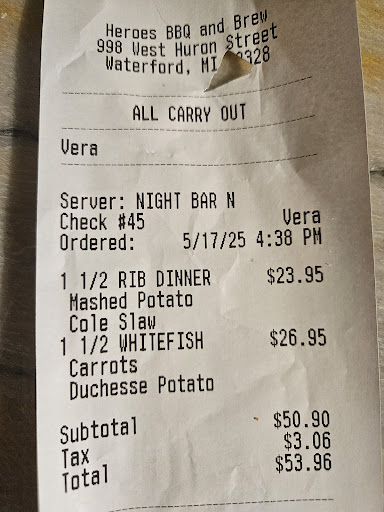 Heroes BBQ and Brew
998 West Huron Street
Waterford, MI 328
ALL CARRY OUT
Vera
Server: NIGHT BAR N
Check #45 Vera
Ordered: 5/17/25 4:38 PM
1 1/2 RIB DINNER $23.95
Mashed Potato
Cole Slaw
1 1/2 WHITEFISH $26.95
Carrots
Duchesse Potato
Subtotal $50.90
Tax $3.06
Total $53.96